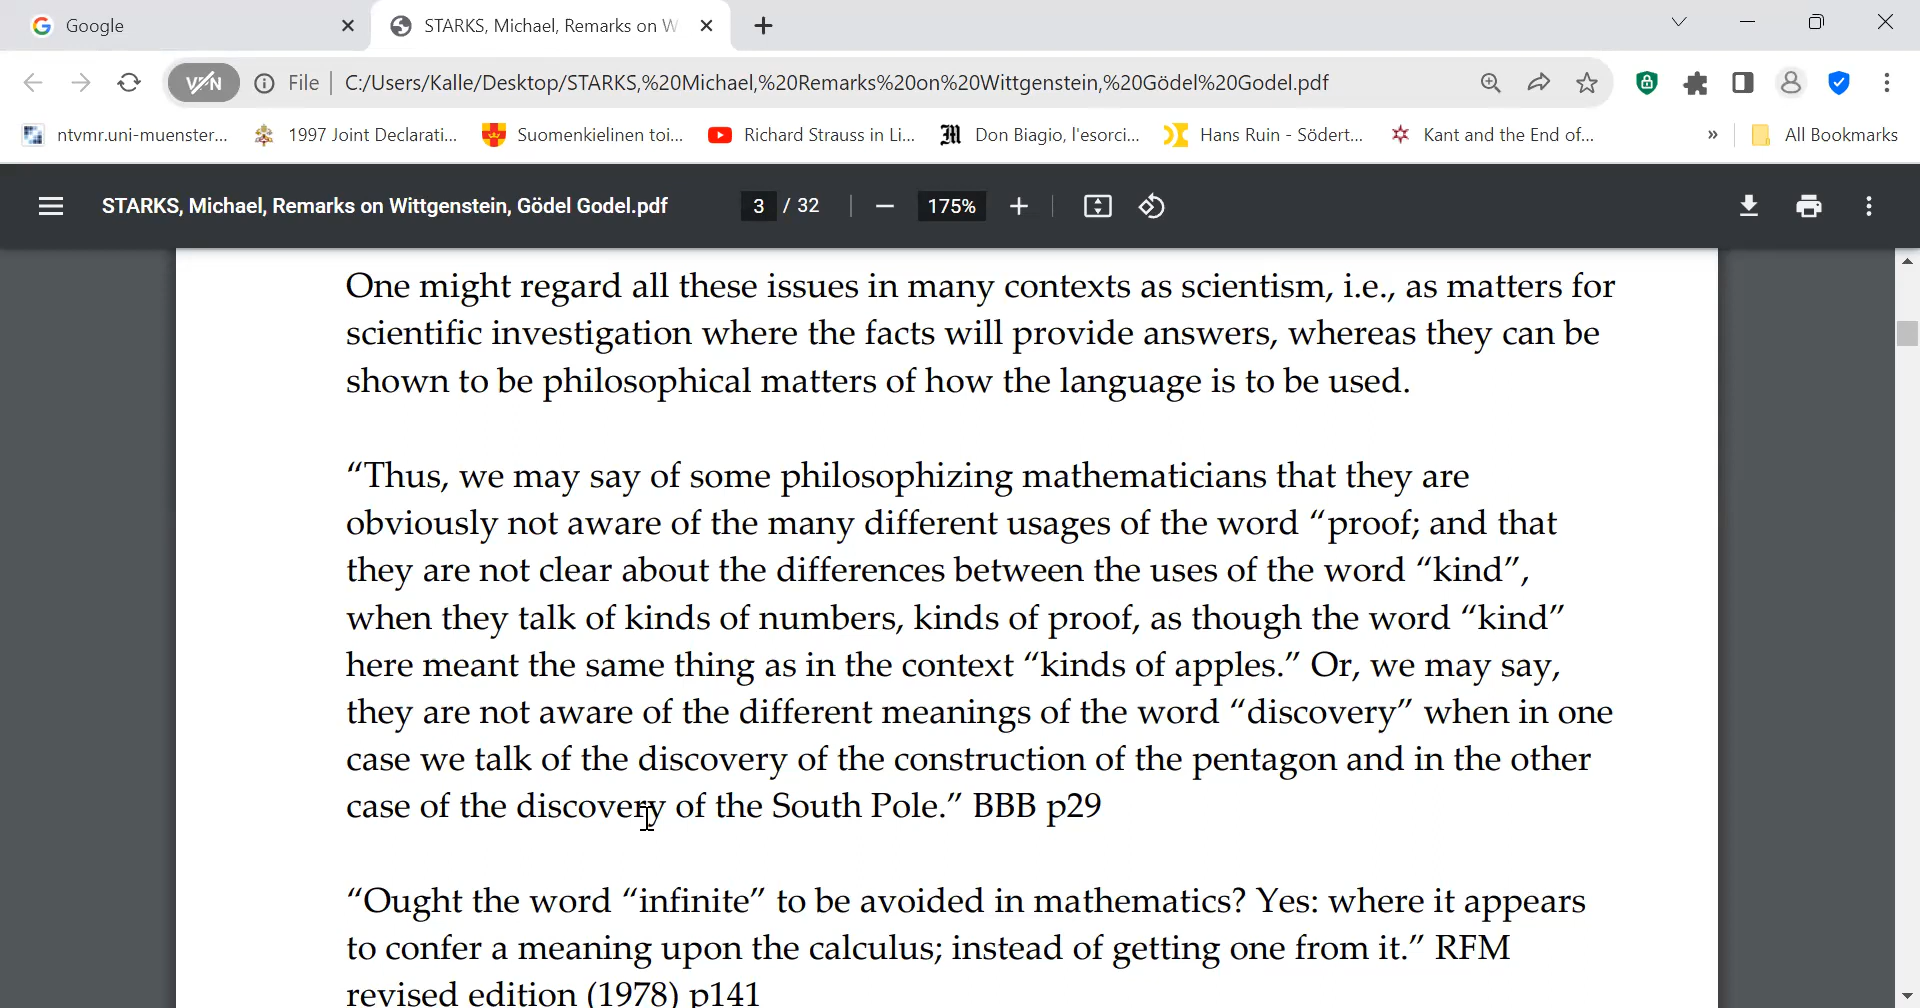 Google
STARKS, Michael, Remarks on W
VPN
File
C:/Users/Kalle/Desktop/STARKS,%20Michael,%20Remarks%20on%20Wittgenstein,%20Gödel%20Godel.pdf
ntvmr.uni-muenster...
1997 Joint Declarati...
Suomenkielinen toi...
Richard Strauss in Li...
Don Biagio, l'esorci...
Hans Ruin - Södert...
Kant and the End of...
»
All Bookmarks
STARKS, Michael, Remarks on Wittgenstein, Gödel Godel.pdf
3 / 32
175%
One might regard all these issues in many contexts as scientism, i.e., as matters for
scientific investigation where the facts will provide answers, whereas they can be
shown to be philosophical matters of how the language is to be used.
“Thus, we may say of some philosophizing mathematicians that they are
obviously not aware of the many different usages of the word “proof; and that
they are not clear about the differences between the uses of the word “kind”,
when they talk of kinds of numbers, kinds of proof, as though the word “kind”
here meant the same thing as in the context “kinds of apples.” Or, we may say,
they are not aware of the different meanings of the word “discovery” when in one
case we talk of the discovery of the construction of the pentagon and in the other
case of the discovery of the South Pole.” BBB p29
“Ought the word “infinite” to be avoided in mathematics? Yes: where it appears
to confer a meaning upon the calculus; instead of getting one from it.” RFM
revised edition (1978) p141